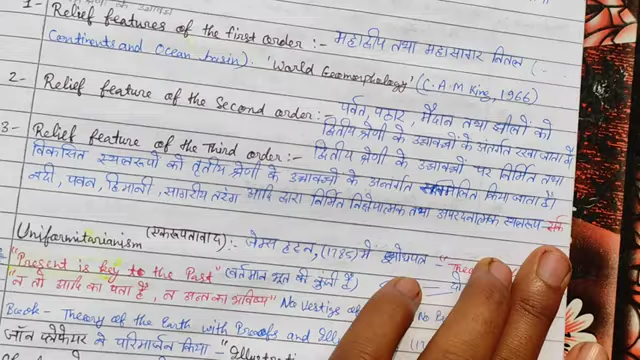 1- Relief features of the first order :- महाद्वीप तथा महासागर नितल (
Continents and Ocean basin). 'World Geomorphology' (C.A.M King, 1966)
2- Relief feature of the Second order: पर्वत, पठार, मैदान तथा झीलों को
द्वितीय श्रेणी के उच्चावचों के अंतर्गत रखा जाता है
3- Relief feature of the Third order :- द्वितीय श्रेणी के उच्चावचों पर निर्मित तथा
विकसित स्थलरूपों को तृतीय श्रेणी के उच्चावचों के अन्तर्गत किया जाता है।
नदी, पवन, हिमानी, सागरीय तरंग आदि द्वारा निर्मित निक्षेपात्मक तथा अपरदनात्मक स्थलरूप
Uniformitarianism (एकरूपतावाद) :- जेम्स हटन, (1785) में
"Present is key to the Past" (वर्तमान भूत की कुंजी है)
"न तो आदि का पता है, न अन्त का भविष्य" No vertige of No
Book - Theory of the Earth with Proofs and
जॉन प्लेफेयर ने परिमार्जन किया -